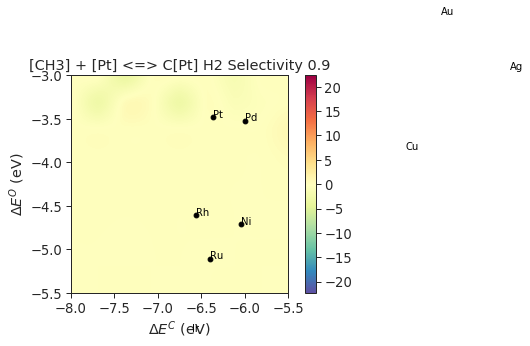 Au
Ag
[CH3] + [Pt] <=> C[Pt] H2 Selectivity 0.9
−3.0
−3.5
−4.0
−4.5
−5.0
−5.5
ΔE^O (eV)
Pt
Pd
Rh
Ni
Ru
Cu
20
15
10
5
0
−5
−10
−15
−20
−8.0 −7.5 −7.0 −6.5 −6.0 −5.5
ΔE^C (eV)
Ir